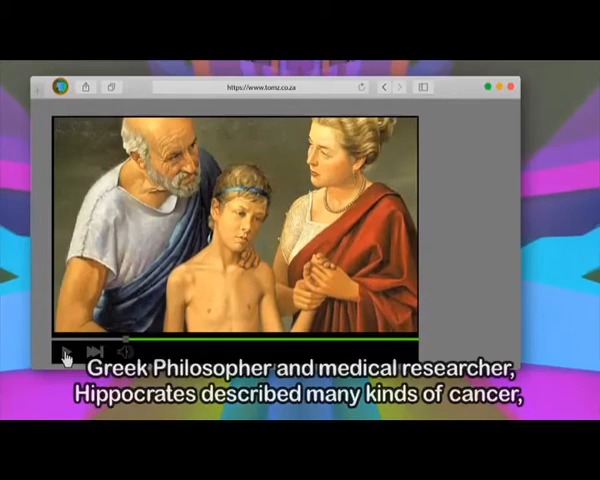 https://www.tomz.co.za
Greek Philosopher and medical researcher,
Hippocrates described many kinds of cancer,